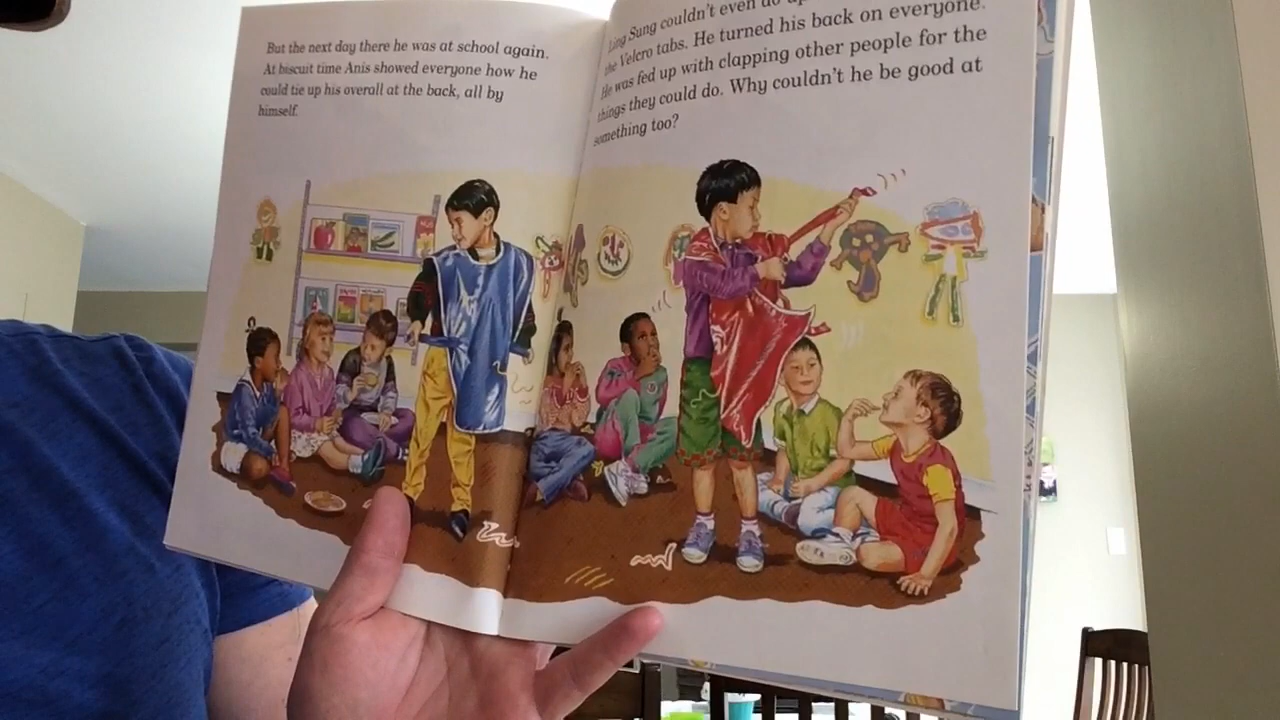 But the next day there he was at school again.
At biscuit time Anis showed everyone how he
could tie up his overall at the back, all by
himself.
Ling Sung couldn't even do up
the Velcro tabs. He turned his back on everyone.
He was fed up with clapping other people for the
things they could do. Why couldn't he be good at
something too?